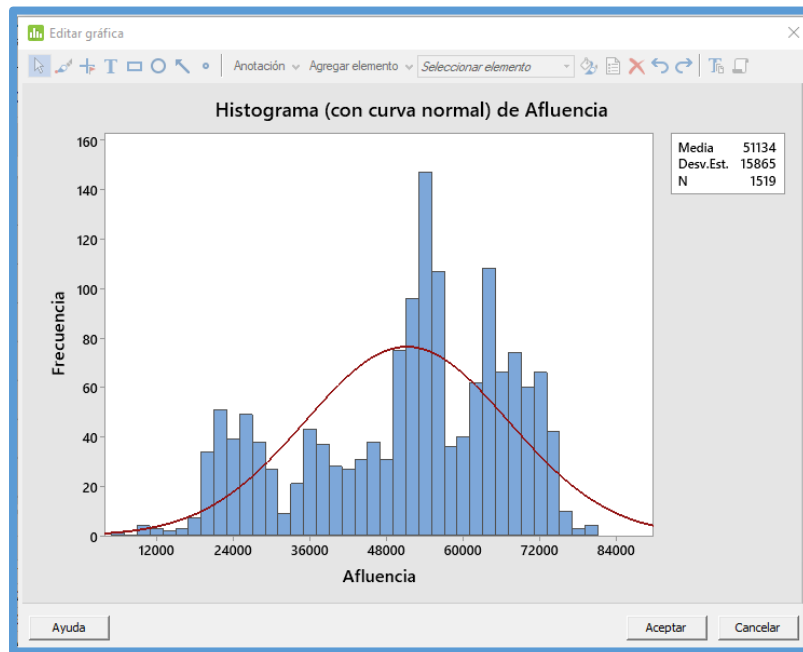 Editar gráfica
T Anotación Agregar elemento Seleccionar elemento
Histograma (con curva normal) de Afluencia
Media 51134
Desv.Est. 15865
N 1519
160
140
120
100
80
60
40
20
0
Frecuencia
12000 24000 36000 48000 60000 72000 84000
Afluencia
Ayuda Aceptar Cancelar